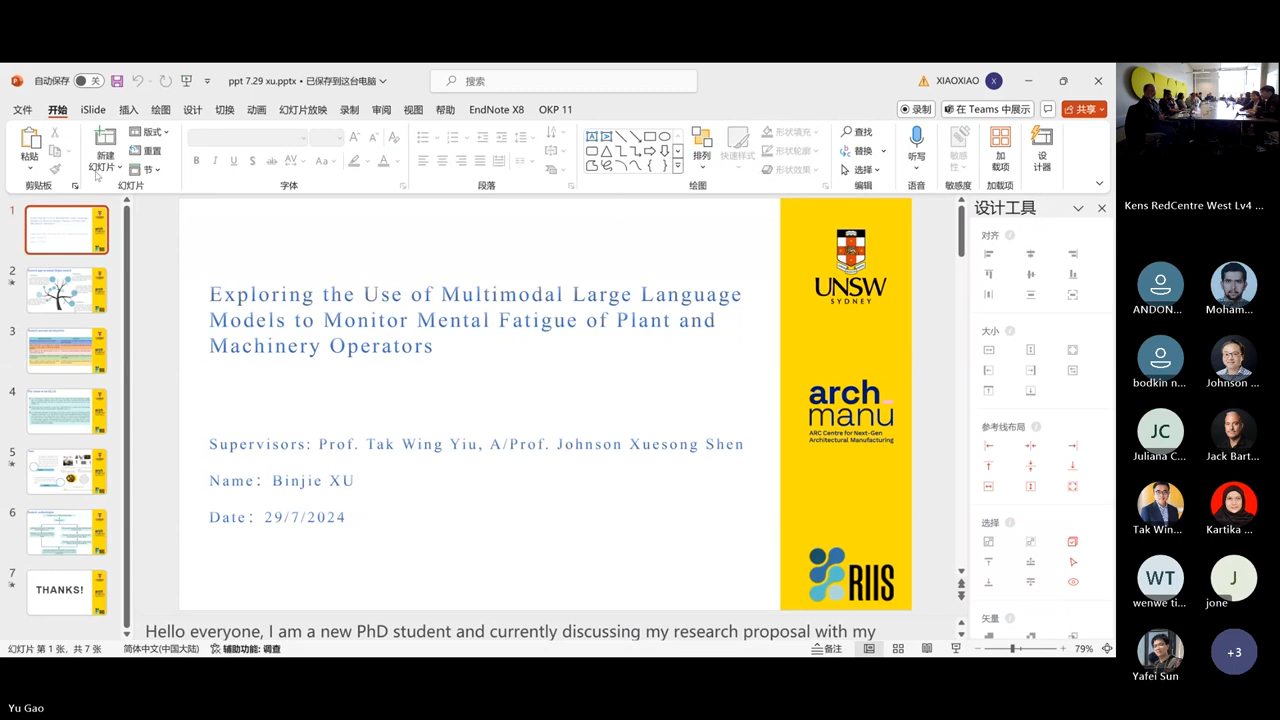 自动保存 关 ppt 7.29 xu.pptx • 已保存到这台电脑 搜索 XIAOXIAO X
文件 开始 iSlide 插入 绘图 设计 切换 动画 幻灯片放映 录制 审阅 视图 帮助 EndNote X8 OKP 11 录制 在 Teams 中展示 共享
粘贴 新建 幻灯片 版式 重置 节 排列 快速样式 形状填充 形状轮廓 形状效果 查找 替换 选择 听写 敏感性 加载项 设计器
剪贴板 幻灯片 字体 段落 绘图 编辑 语音 敏感度 加载项
设计工具
对齐
大小
参考线布局
选择
矢量
1
2
3
4
5
6
7
THANKS!
Exploring the Use of Multimodal Large Language
Models to Monitor Mental Fatigue of Plant and
Machinery Operators
Supervisors: Prof. Tak Wing Yiu, A/Prof. Johnson Xuesong Shen
Name：Binjie XU
Date：29/7/2024
UNSW
SYDNEY
arch_
manu
ARC Centre for Next-Gen
Architectural Manufacturing
RIIS
Hello everyone, I am a new PhD student and currently discussing my research proposal with my
幻灯片 第 1 张，共 7 张 简体中文(中国大陆) 辅助功能: 调查 备注 79%
Kens RedCentre West Lv4 ...
ANDON... Moham...
bodkin n... Johnson ...
JC
Juliana C... Jack Bart...
Tak Win... Kartika ...
WT J
wenwe ti... jone
+3
Yafei Sun
Yu Gao